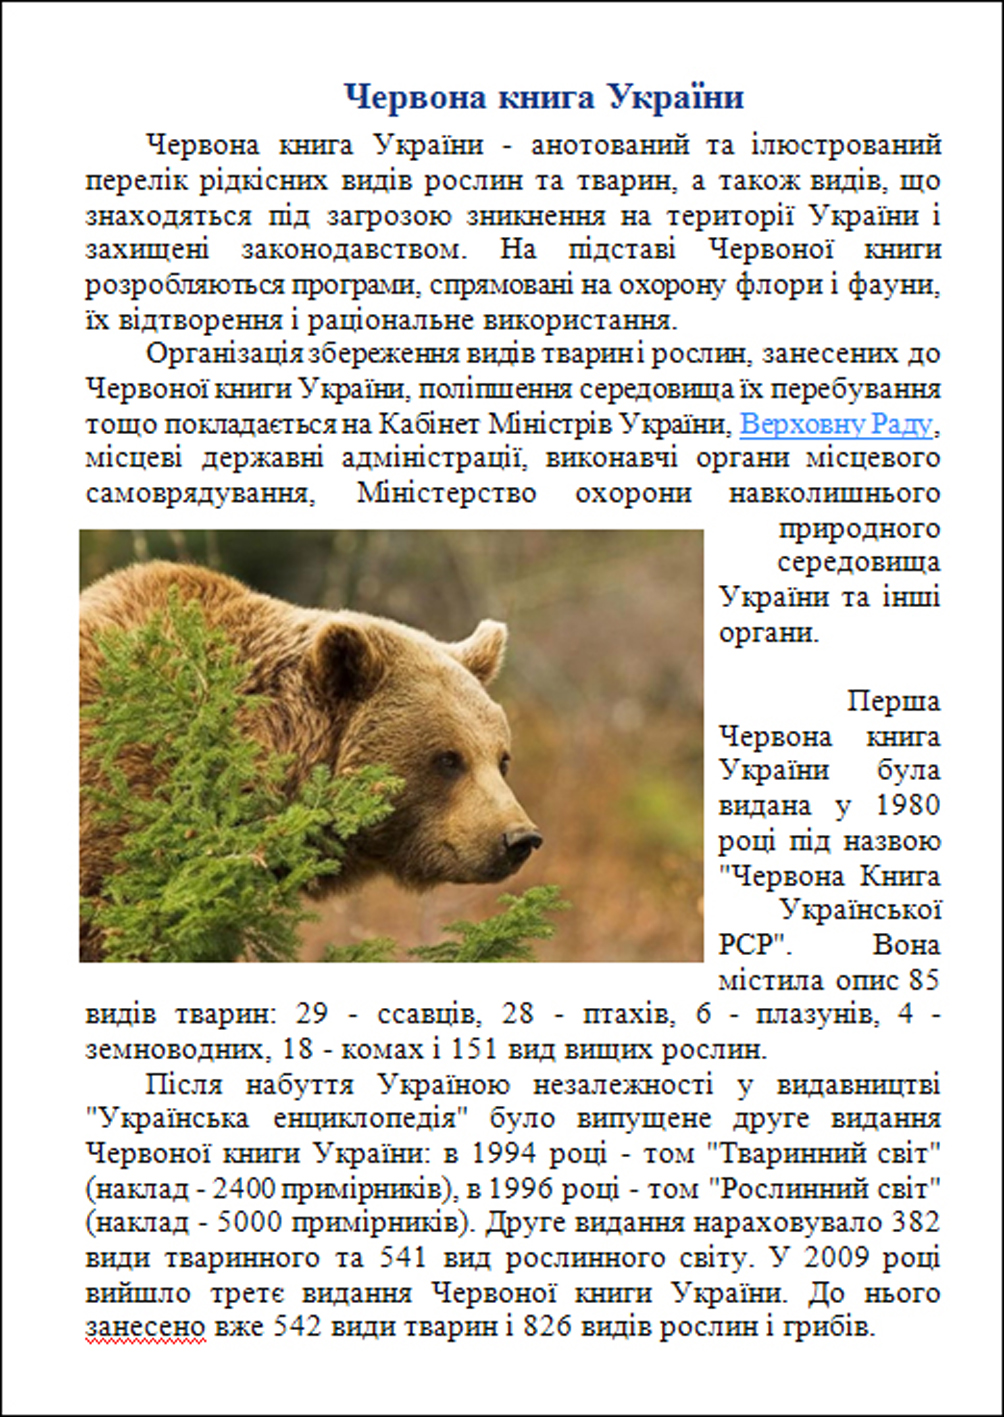 Червона книга України
Червона книга України - анотований та ілюстрований
перелік рідкісних видів рослин та тварин, а також видів, що
знаходяться під загрозою зникнення на території України і
захищені законодавством. На підставі Червоної книги
розробляються програми, спрямовані на охорону флори і фауни,
їх відтворення і раціональне використання.
Організація збереження видів тварин і рослин, занесених до
Червоної книги України, поліпшення середовища їх перебування
тощо покладається на Кабінет Міністрів України, Верховну Раду,
місцеві державні адміністрації, виконавчі органи місцевого
самоврядування, Міністерство охорони навколишнього
природного
середовища
України та інші
органи.
Перша
Червона книга
України була
видана у 1980
році під назвою
"Червона Книга
Української
РСР". Вона
містила опис 85
видів тварин: 29 - ссавців, 28 - птахів, 6 - плазунів, 4 -
земноводних, 18 - комах і 151 вид вищих рослин.
Після набуття Україною незалежності у видавництві
"Українська енциклопедія" було випущене друге видання
Червоної книги України: в 1994 році - том "Тваринний світ"
(наклад - 2400 примірників), в 1996 році - том "Рослинний світ"
(наклад - 5000 примірників). Друге видання нараховувало 382
види тваринного та 541 вид рослинного світу. У 2009 році
вийшло третє видання Червоної книги України. До нього
занесено вже 542 види тварин і 826 видів рослин і грибів.